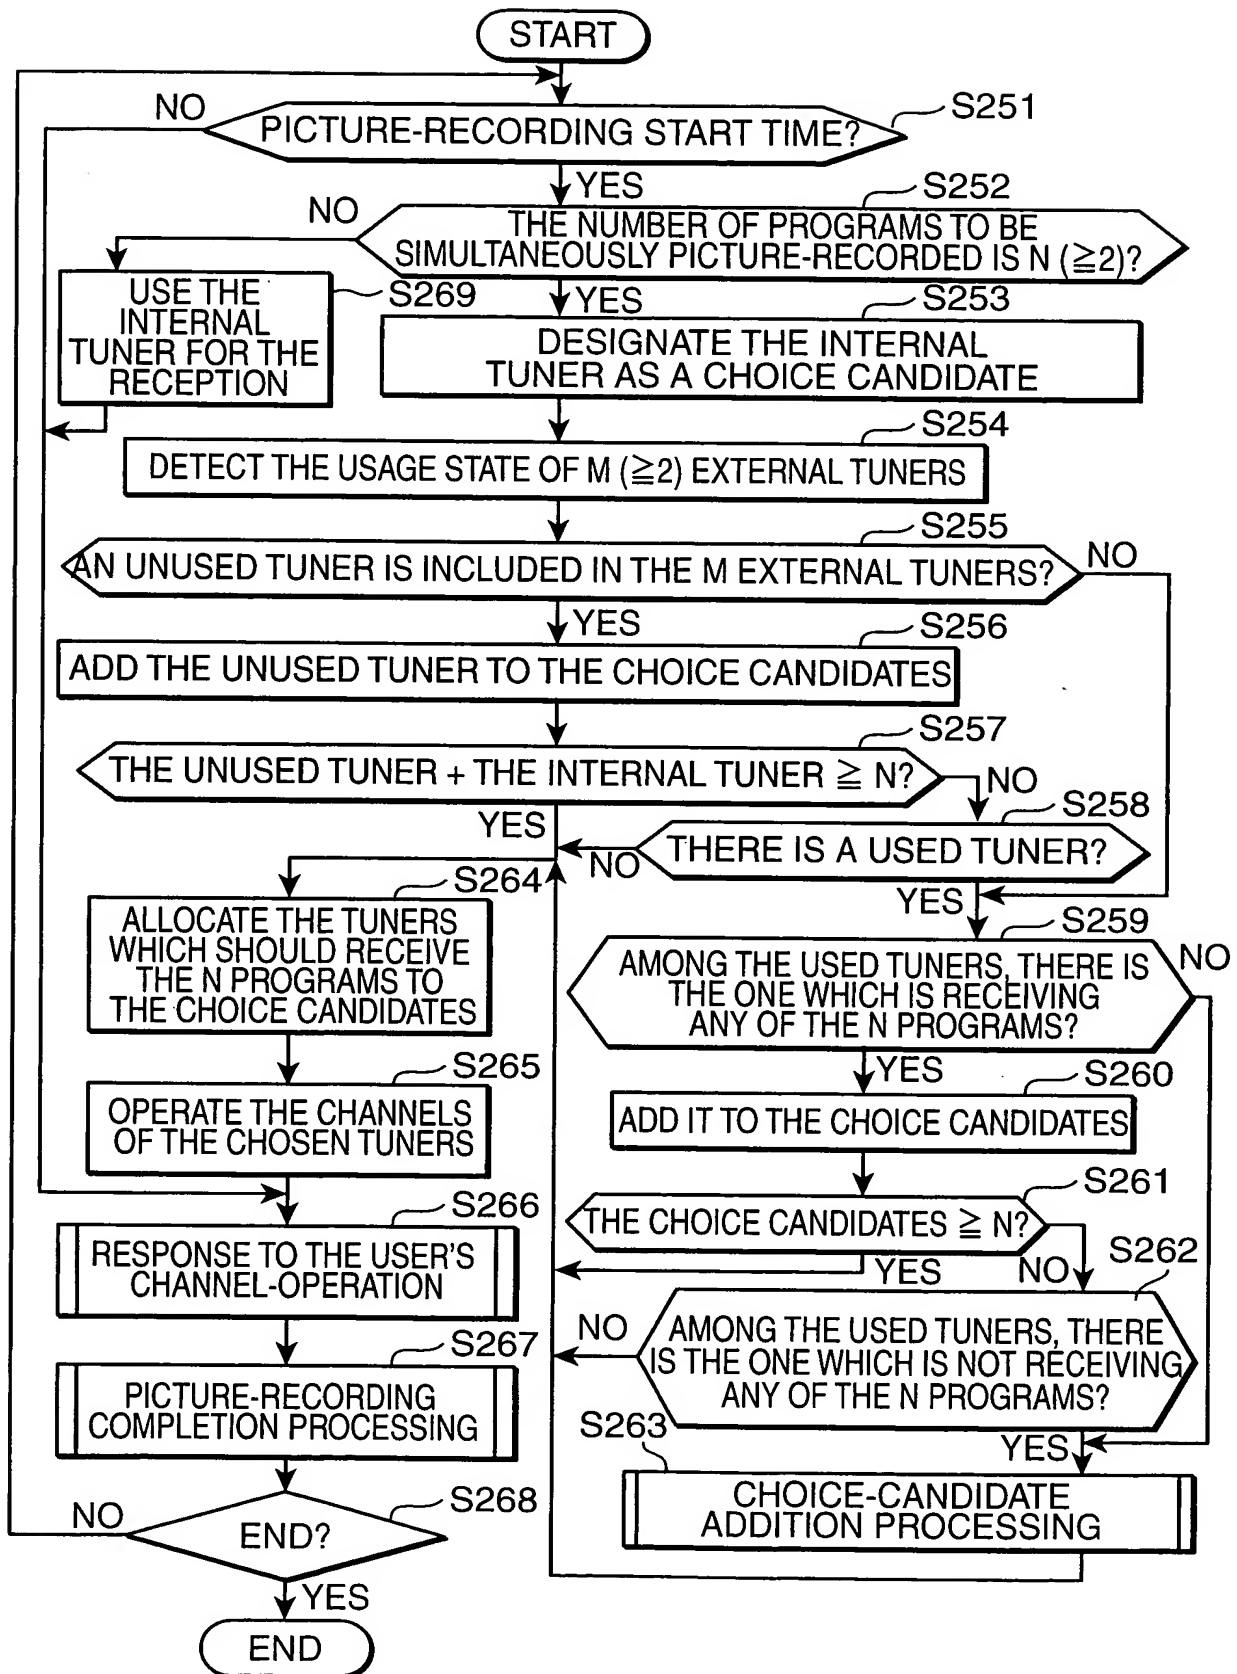 START
NO
PICTURE-RECORDING START TIME?
S251
YES
S252
NO
THE NUMBER OF PROGRAMS TO BE
SIMULTANEOUSLY PICTURE-RECORDED IS N (≧2)?
USE THE
INTERNAL
TUNER FOR THE
RECEPTION
S269
YES
S253
DESIGNATE THE INTERNAL
TUNER AS A CHOICE CANDIDATE
S254
DETECT THE USAGE STATE OF M (≧2) EXTERNAL TUNERS
S255
AN UNUSED TUNER IS INCLUDED IN THE M EXTERNAL TUNERS?
NO
YES
S256
ADD THE UNUSED TUNER TO THE CHOICE CANDIDATES
S257
THE UNUSED TUNER + THE INTERNAL TUNER ≧ N?
NO
YES
S258
THERE IS A USED TUNER?
NO
YES
S264
ALLOCATE THE TUNERS
WHICH SHOULD RECEIVE
THE N PROGRAMS TO
THE CHOICE CANDIDATES
S259
AMONG THE USED TUNERS, THERE IS
THE ONE WHICH IS RECEIVING
ANY OF THE N PROGRAMS?
NO
YES
S265
OPERATE THE CHANNELS
OF THE CHOSEN TUNERS
S260
ADD IT TO THE CHOICE CANDIDATES
S261
THE CHOICE CANDIDATES ≧ N?
YES
NO
S266
RESPONSE TO THE USER'S
CHANNEL-OPERATION
S262
NO
AMONG THE USED TUNERS, THERE
IS THE ONE WHICH IS NOT RECEIVING
ANY OF THE N PROGRAMS?
S267
PICTURE-RECORDING
COMPLETION PROCESSING
S263
YES
CHOICE-CANDIDATE
ADDITION PROCESSING
NO
END?
S268
YES
END